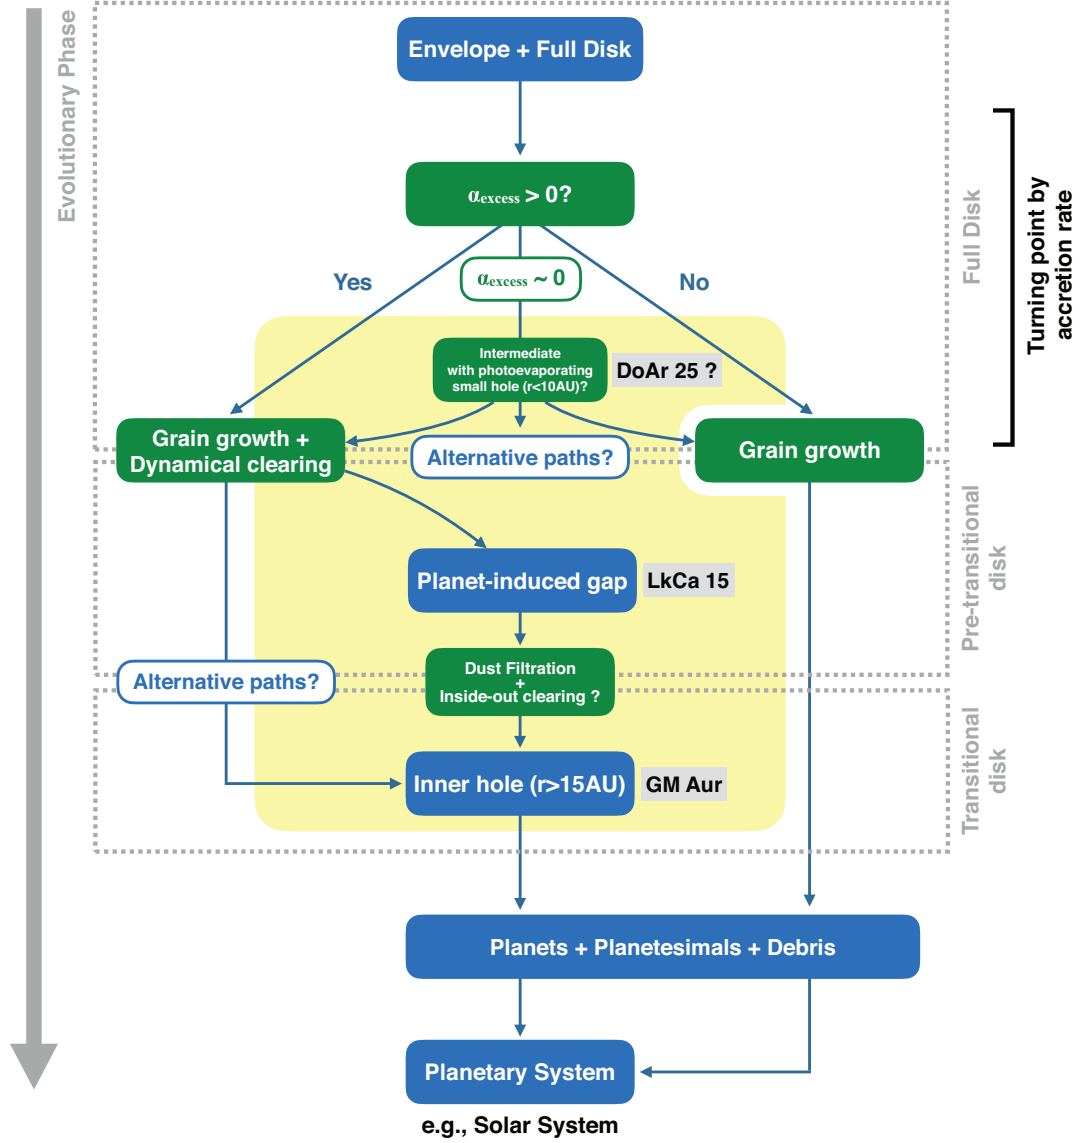 Evolutionary Phase
Envelope + Full Disk
αexcess > 0?
Yes
αexcess ~ 0
No
Full Disk
Turning point by
accretion rate
Intermediate
with photoevaporating
small hole (r<10AU)?
DoAr 25 ?
Grain growth +
Dynamical clearing
Alternative paths?
Grain growth
Pre-transitional
disk
Planet-induced gap
LkCa 15
Dust Filtration
+
Inside-out clearing ?
Alternative paths?
Transitional
disk
Inner hole (r>15AU)
GM Aur
Planets + Planetesimals + Debris
Planetary System
e.g., Solar System